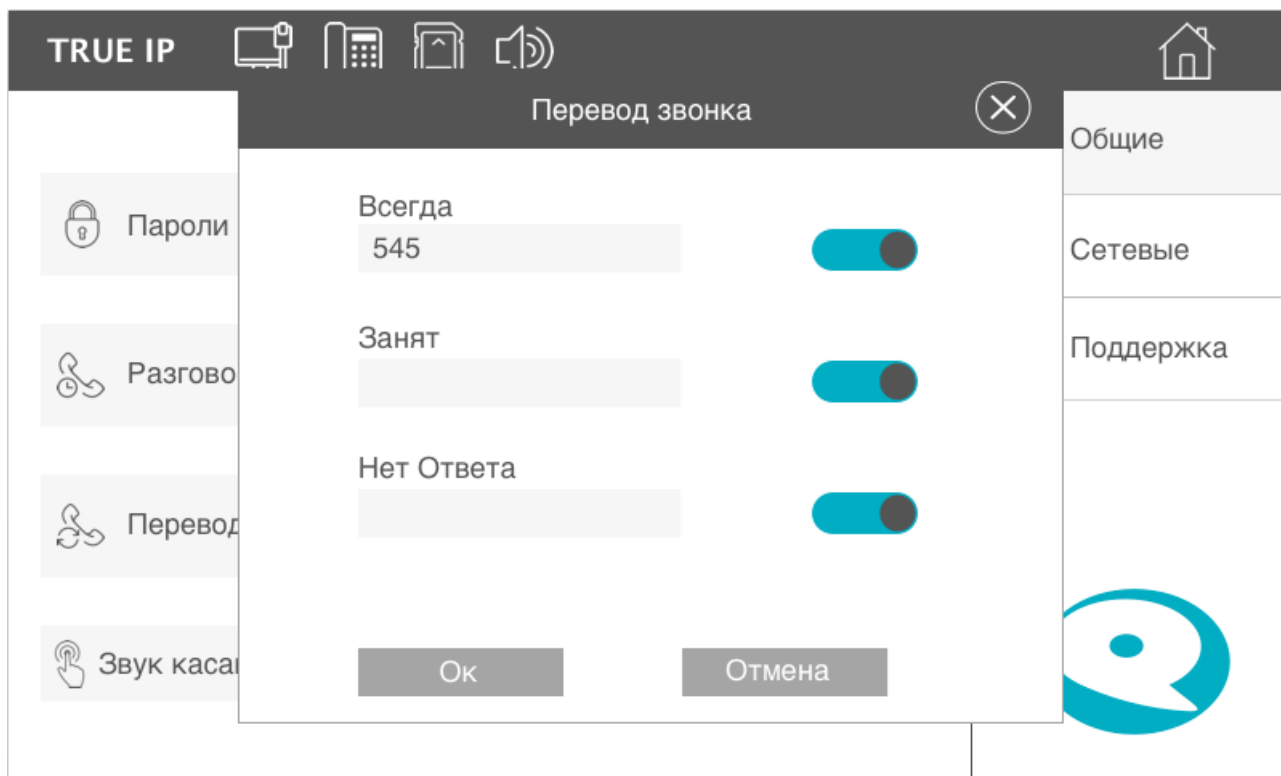 TRUE IP
Перевод звонка
Общие
Всегда
Пароли
545
Сетевые
Занят
Поддержка
Разгово
Нет Ответа
Перевод
Звук каса
Ок
Отмена